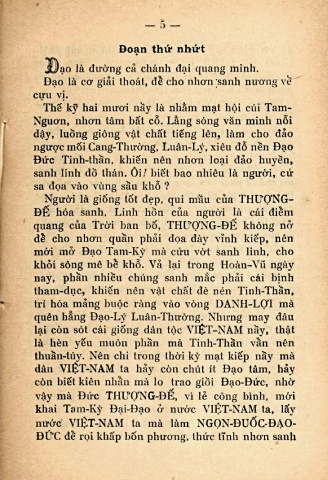 — 5 —
Đoạn thứ nhứt
Đạo là đường cả chánh đại quang minh.
Đạo là cơ giải thoát, để cho nhơn sanh nương về
cựu vị.
Thế kỷ hai mươi nầy là nhằm mạt hội cúi Tam-
Nguơn, nhơn tâm bất cổ. Lằng sóng văn minh nổi
dậy, luồng giông vật chất tiếng lên, làm cho đảo
ngược mối Cang-Thường, Luân-Lý, xiêu đổ nền Đạo
Đức Tinh-thần, khiến nên nhơn loại đảo huyền,
sanh linh đồ thán. Ôi! biết bao nhiêu là người, cứ
sa đọa vào vùng sầu khổ ?
Người là giống tốt đẹp, qui mầu của THƯỢNG-
ĐẾ hóa sanh. Linh hồn của người là cái điểm
quang của Trời ban bố, THƯỢNG-ĐẾ không nở
để cho nhơn quần phải đọa đày vĩnh kiếp, nên
mới mở Đạo Tam-Kỳ mà cứu vớt sanh linh, cho
khỏi sông mê bể khổ. Vả lại trong Hoàn-Vũ ngày
nay, phần nhiều chúng sanh mắc phải cái bịnh
tham-dục, khiến nên vật chất đè nén Tinh-Thần,
trí hóa mảng buộc ràng vào vòng DANH-LỢI mà
quên hẳng Đạo-Lý Luân-Thường. Nhưng may đâu
lại còn sót cái giống dân tộc VIỆT-NAM nầy, thật
là hèn yếu muôn phần mà Tinh-Thần vẫn nên
thuần-túy. Nên chi trong thời kỳ mạt kiếp nầy mà
dân VIỆT-NAM ta hãy còn chút ít Đạo tâm, hãy
còn biết kiên nhẫn mà lo trao giồi Đạo-Đức, nhờ
vậy mà Đức THƯỢNG-ĐẾ, vì lẽ công bình, mới
khai Tam-Kỳ Đại-Đạo ở nước VIỆT-NAM ta, lấy
nước VIỆT-NAM ta mà làm NGỌN-ĐUỐC-ĐẠO-
ĐỨC để rọi khắp bốn phương, thức tĩnh nhơn sanh